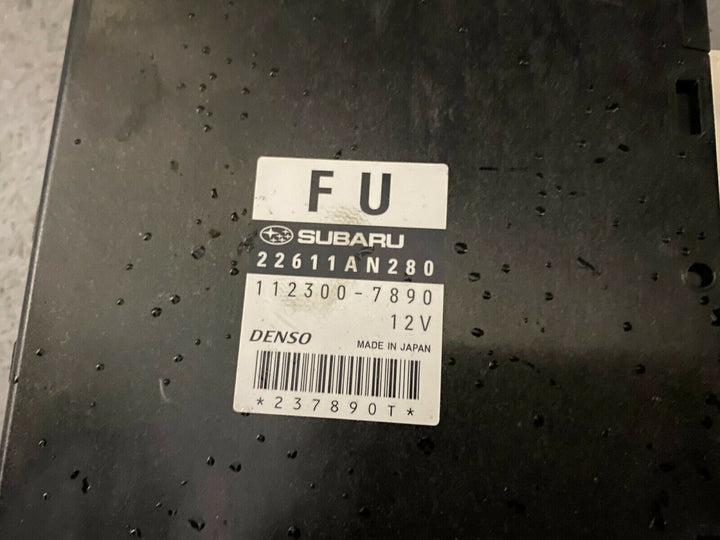 FU
SUBARU
22611AN280
112300-7890
12V
DENSO MADE IN JAPAN
*237890T*